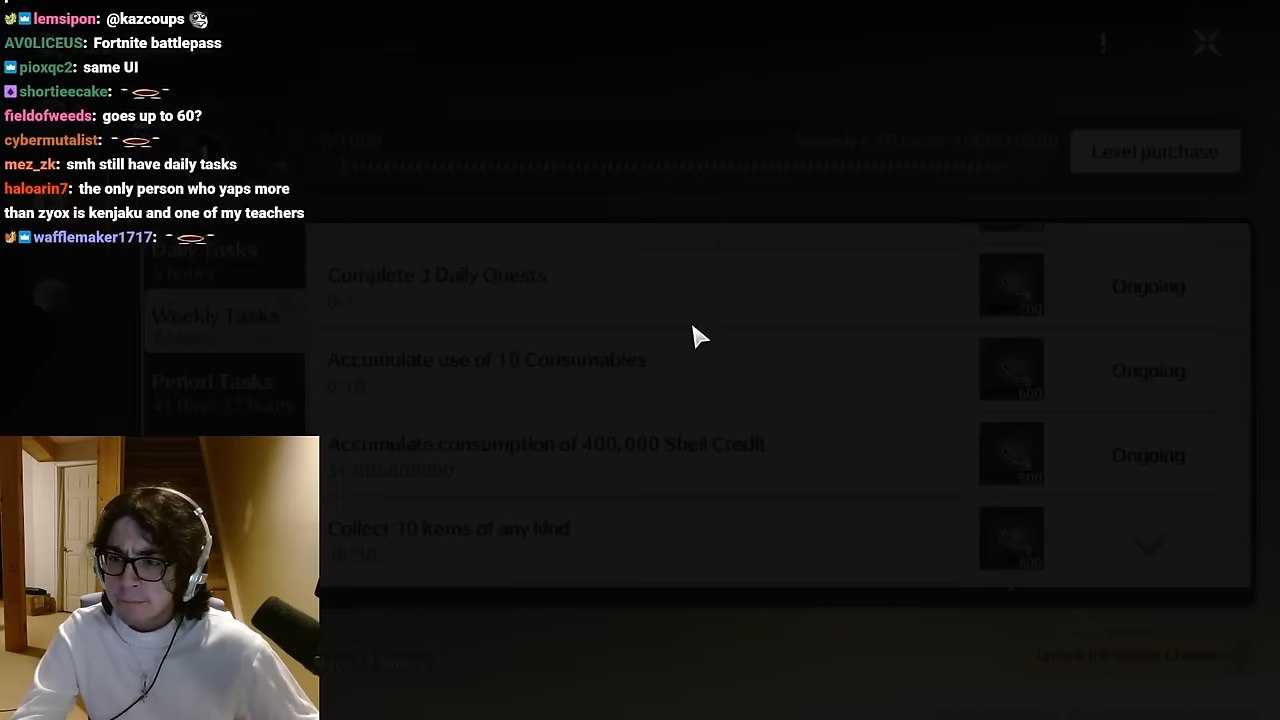 lemsipon: @kazcoups
AV0LICEUS: Fortnite battlepass
pioxqc2: same UI
shortieecake:
fieldofweeds: goes up to 60?
cybermutalist:
mez_zk: smh still have daily tasks
haloarin7: the only person who yaps more
than zyox is kenjaku and one of my teachers
wafflemaker1717:
Level purchase
Daily Tasks
Weekly Tasks
Period Tasks
Complete 3 Daily Quests
Ongoing
Accumulate use of 10 Consumables
600
Ongoing
Accumulate consumption of 400,000 Shell Credit
Ongoing
Collect 30 items of any kind